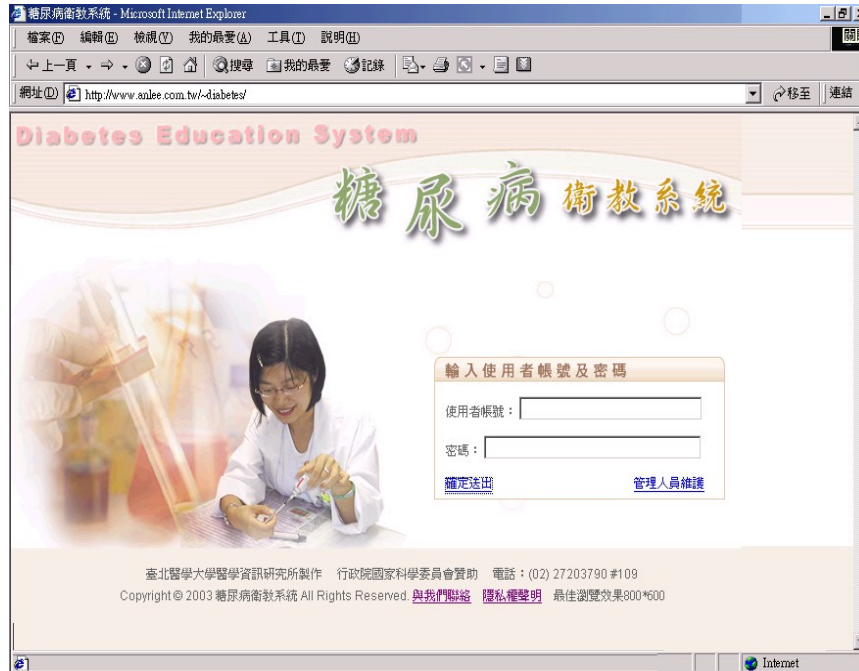 糖尿病衛教系統 - Microsoft Internet Explorer
檔案(F) 編輯(E) 檢視(V) 我的最愛(A) 工具(T) 說明(H)
上一頁 搜尋 我的最愛 記錄
網址(D) http://www.anlee.com.tw/~diabetes/ 移至 連結
Diabetes Education System
糖尿病衛教系統
輸入使用者帳號及密碼
使用者帳號：
密碼：
確定送出 管理人員維護
臺北醫學大學醫學資訊研究所製作 行政院國家科學委員會贊助 電話：(02) 27203790 #109
Copyright © 2003 糖尿病衛教系統 All Rights Reserved. 與我們聯絡 隱私權聲明 最佳瀏覽效果800*600
Internet